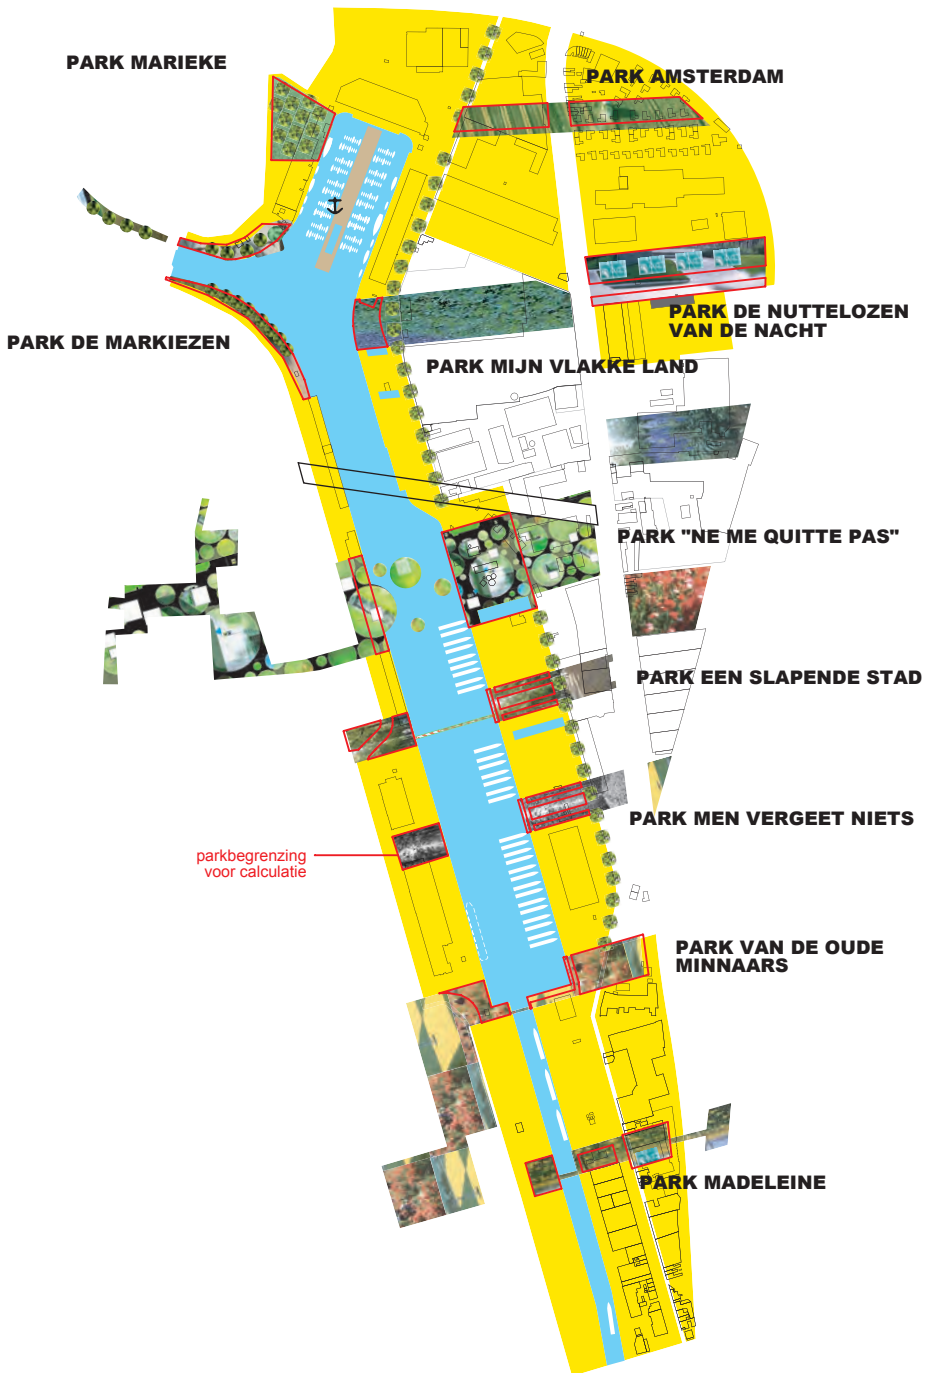 PARK MARIEKE
PARK AMSTERDAM
PARK DE NUTTELOZEN
VAN DE NACHT
PARK DE MARKIEZEN
PARK MIJN VLAKKE LAND
PARK "NE ME QUITTE PAS"
PARK EEN SLAPENDE STAD
PARK MEN VERGEET NIETS
parkbegrenzing
voor calculatie
PARK VAN DE OUDE
MINNAARS
PARK MADELEINE